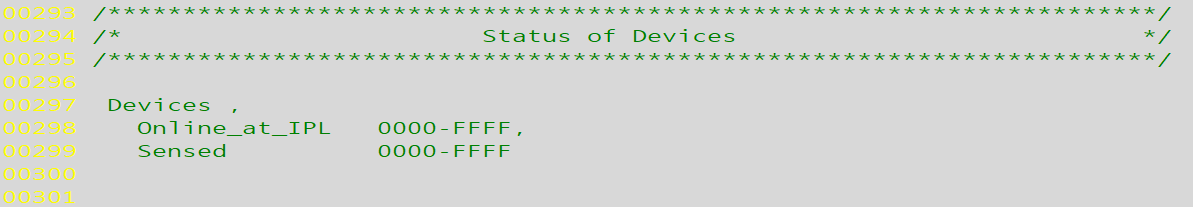 00293 /**********************************************************************/
00294 /*                        Status of Devices                           */
00295 /**********************************************************************/
00296
00297  Devices ,
00298    Online_at_IPL   0000-FFFF,
00299    Sensed          0000-FFFF
00300
00301